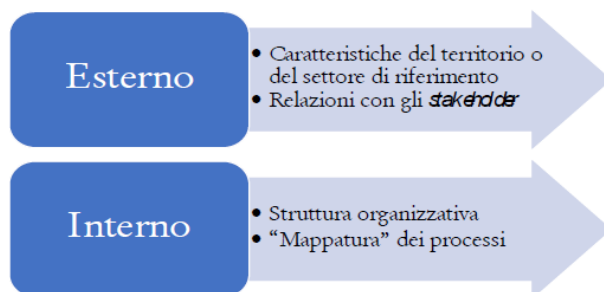 Esterno
• Caratteristiche del territorio o
del settore di riferimento
• Relazioni con gli stakeholder
Interno
• Struttura organizzativa
• “Mappatura” dei processi